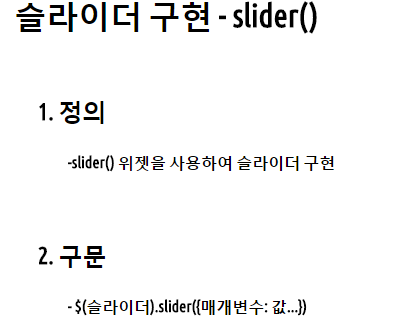 슬라이더 구현 - slider()
1. 정의
-slider() 위젯을 사용하여 슬라이더 구현
2. 구문
- $(슬라이더).slider({매개변수: 값...})